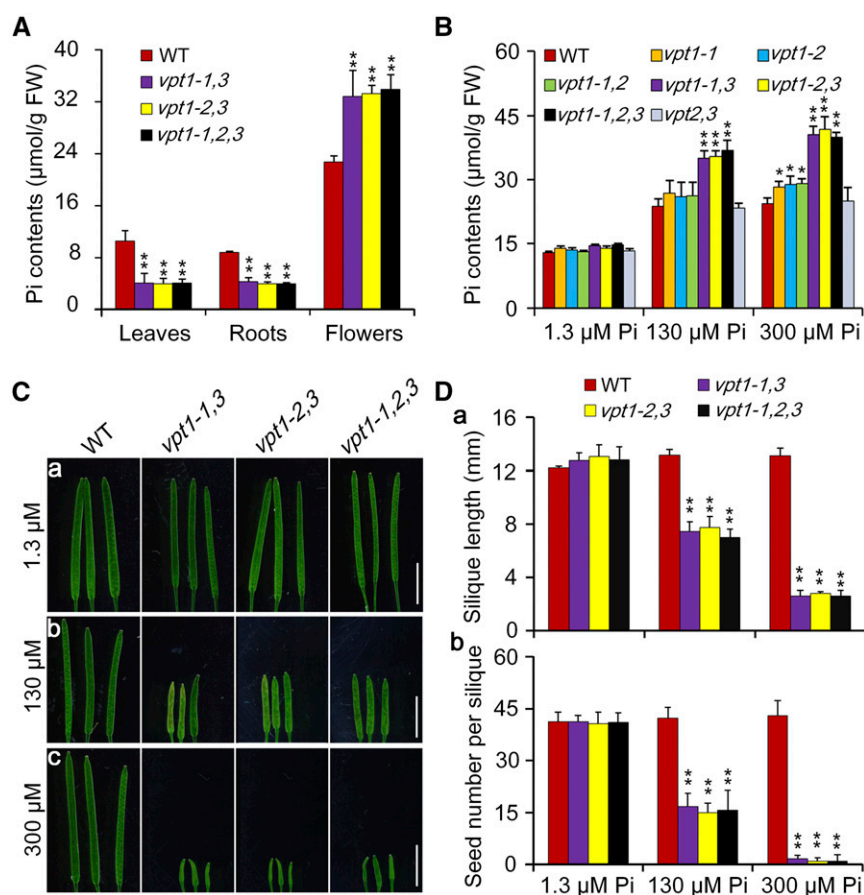 A
Pi contents (μmol/g FW)
40
32
24
16
8
0
WT
vpt1-1,3
vpt1-2,3
vpt1-1,2,3
** ** **
** ** **
** ** **
Leaves Roots Flowers
B
Pi contents (μmol/g FW)
60
45
30
15
0
WT vpt1-1 vpt1-2
vpt1-1,2 vpt1-1,3 vpt1-2,3
vpt1-1,2,3 vpt2,3
** ** **
* * * ** ** **
1.3 μM Pi 130 μM Pi 300 μM Pi
C
WT vpt1-1,3 vpt1-2,3 vpt1-1,2,3
a
1.3 μM
b
130 μM
c
300 μM
D
WT vpt1-1,3
vpt1-2,3 vpt1-1,2,3
a
Silique length (mm)
16
12
8
4
0
** ** **
** ** **
b
Seed number per silique
60
45
30
15
0
** ** **
** ** **
1.3 μM Pi 130 μM Pi 300 μM Pi